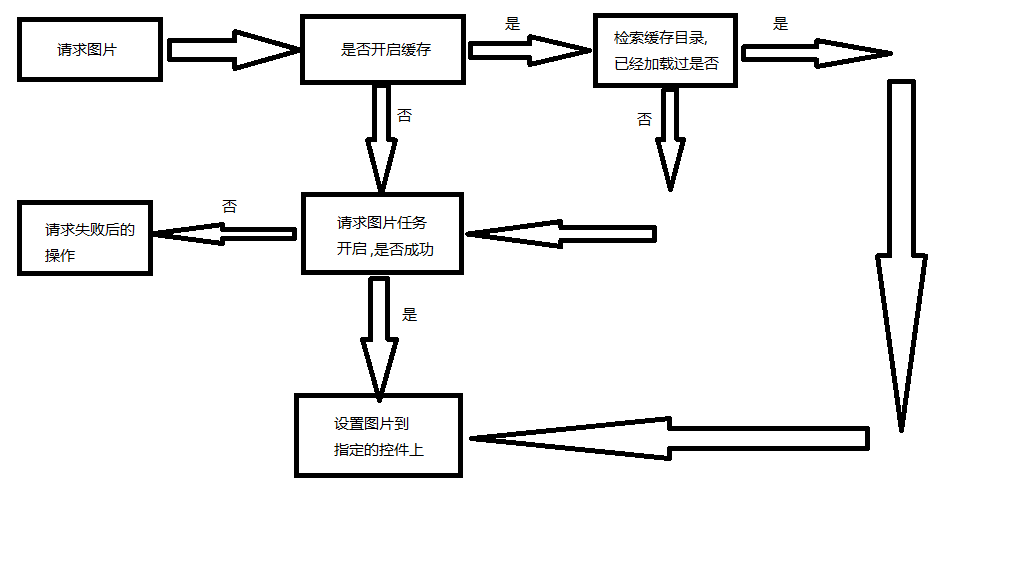 请求图片
是否开启缓存
是
检索缓存目录,
已经加载过是否
是
否
否
请求图片任务
开启,是否成功
否
请求失败后的
操作
是
设置图片到
指定的控件上